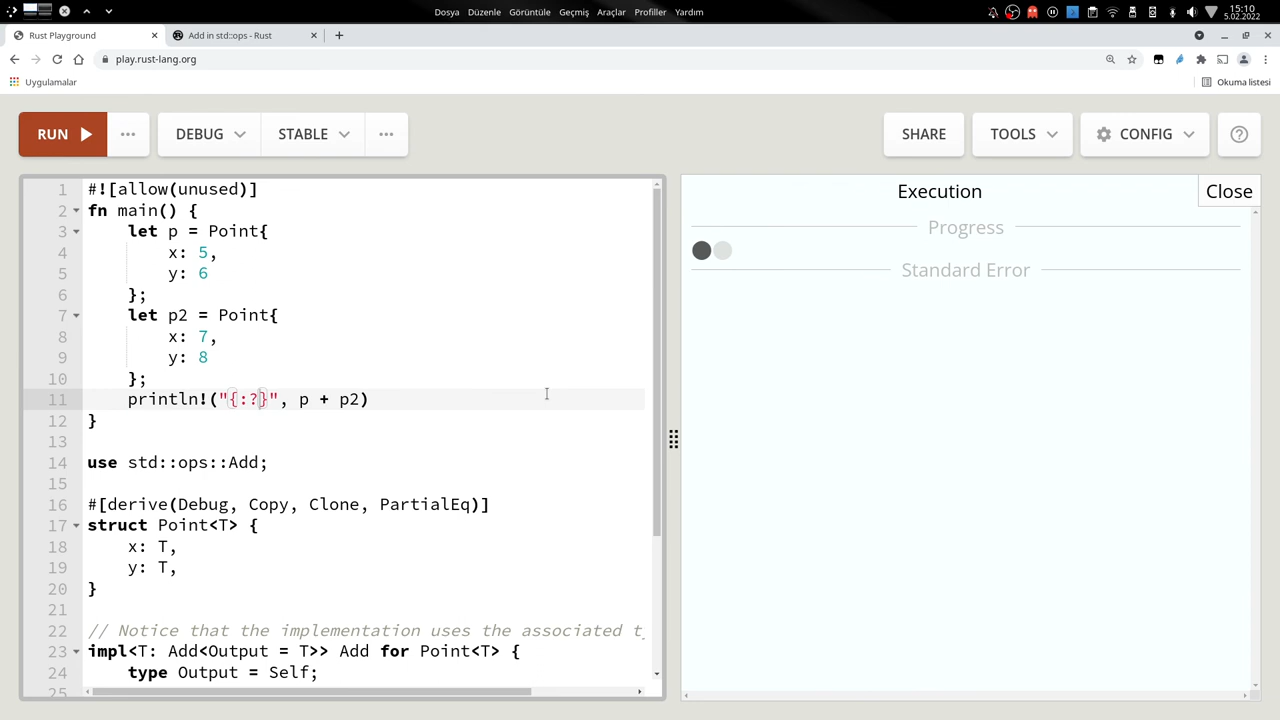 Dosya Düzenle Görüntüle Geçmiş Araçlar Profiller Yardım
15:10
5.02.2022
Rust Playground
Add in std::ops - Rust
play.rust-lang.org
Uygulamalar
Okuma listesi
RUN
DEBUG
STABLE
SHARE
TOOLS
CONFIG
1 #![allow(unused)]
2 fn main() {
3 let p = Point{
4 x: 5,
5 y: 6
6 };
7 let p2 = Point{
8 x: 7,
9 y: 8
10 };
11 println!("{:?}", p + p2)
12 }
13
14 use std::ops::Add;
15
16 #[derive(Debug, Copy, Clone, PartialEq)]
17 struct Point<T> {
18 x: T,
19 y: T,
20 }
21
22 // Notice that the implementation uses the associated
23 impl<T: Add<Output = T>> Add for Point<T> {
24 type Output = Self;
25
Execution
Close
Progress
Standard Error